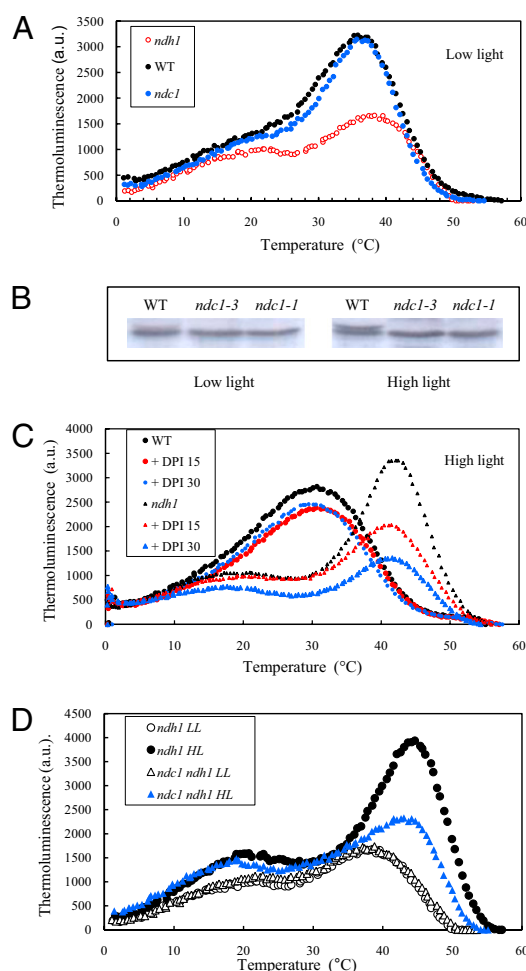 A
Thermoluminescence (a.u.)
3500
3000
2500
2000
1500
1000
500
0
ndh1
WT
ndc1
Low light
0 10 20 30 40 50 60
Temperature (°C)
B
WT ndc1-3 ndc1-1 WT ndc1-3 ndc1-1
Low light High light
C
Thermoluminescence (a.u.)
4000
3500
3000
2500
2000
1500
1000
500
0
WT
+ DPI 15
+ DPI 30
ndh1
+ DPI 15
+ DPI 30
High light
0 10 20 30 40 50 60
Temperature (°C)
D
Thermoluminescence (a.u.).
4500
4000
3500
3000
2500
2000
1500
1000
500
0
ndh1 LL
ndh1 HL
ndc1 ndh1 LL
ndc1 ndh1 HL
0 10 20 30 40 50 60
Temperature (°C)